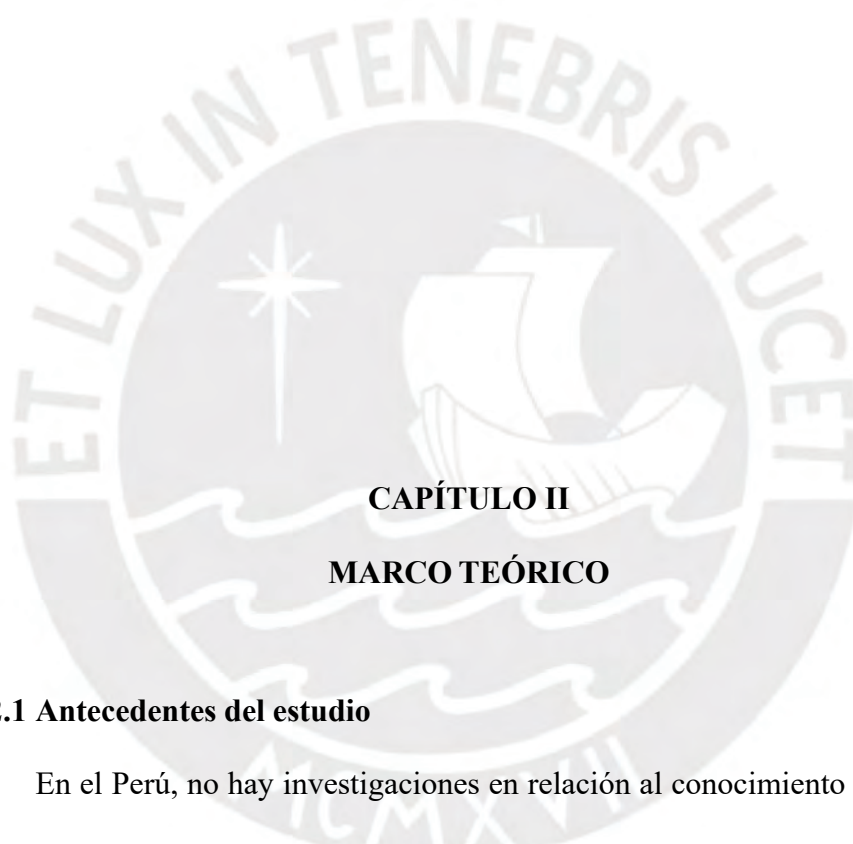 ET LUX IN TENEBRIS LUCET
CAPÍTULO II
MARCO TEÓRICO
2.1 Antecedentes del estudio
En el Perú, no hay investigaciones en relación al conocimiento
MCMXVII